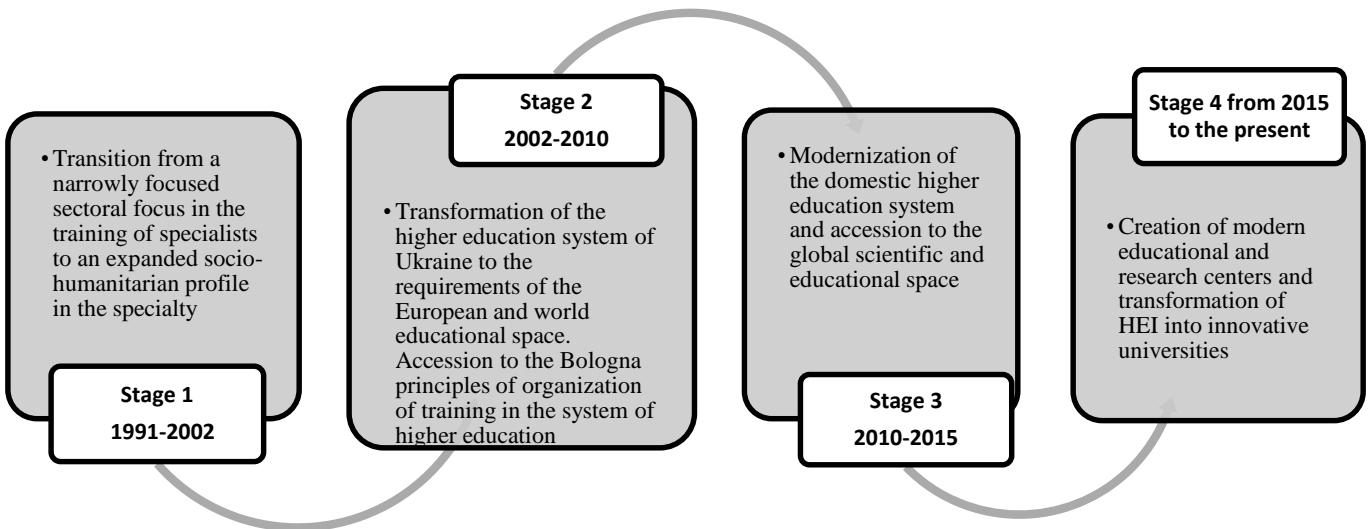 • Transition from a
narrowly focused
sectoral focus in the
training of specialists
to an expanded socio-
humanitarian profile
in the specialty
Stage 1
1991-2002
Stage 2
2002-2010
• Transformation of the
higher education system of
Ukraine to the
requirements of the
European and world
educational space.
Accession to the Bologna
principles of organization
of training in the system of
higher education
• Modernization of
the domestic higher
education system
and accession to the
global scientific and
educational space
Stage 3
2010-2015
Stage 4 from 2015
to the present
• Creation of modern
educational and
research centers and
transformation of
HEI into innovative
universities